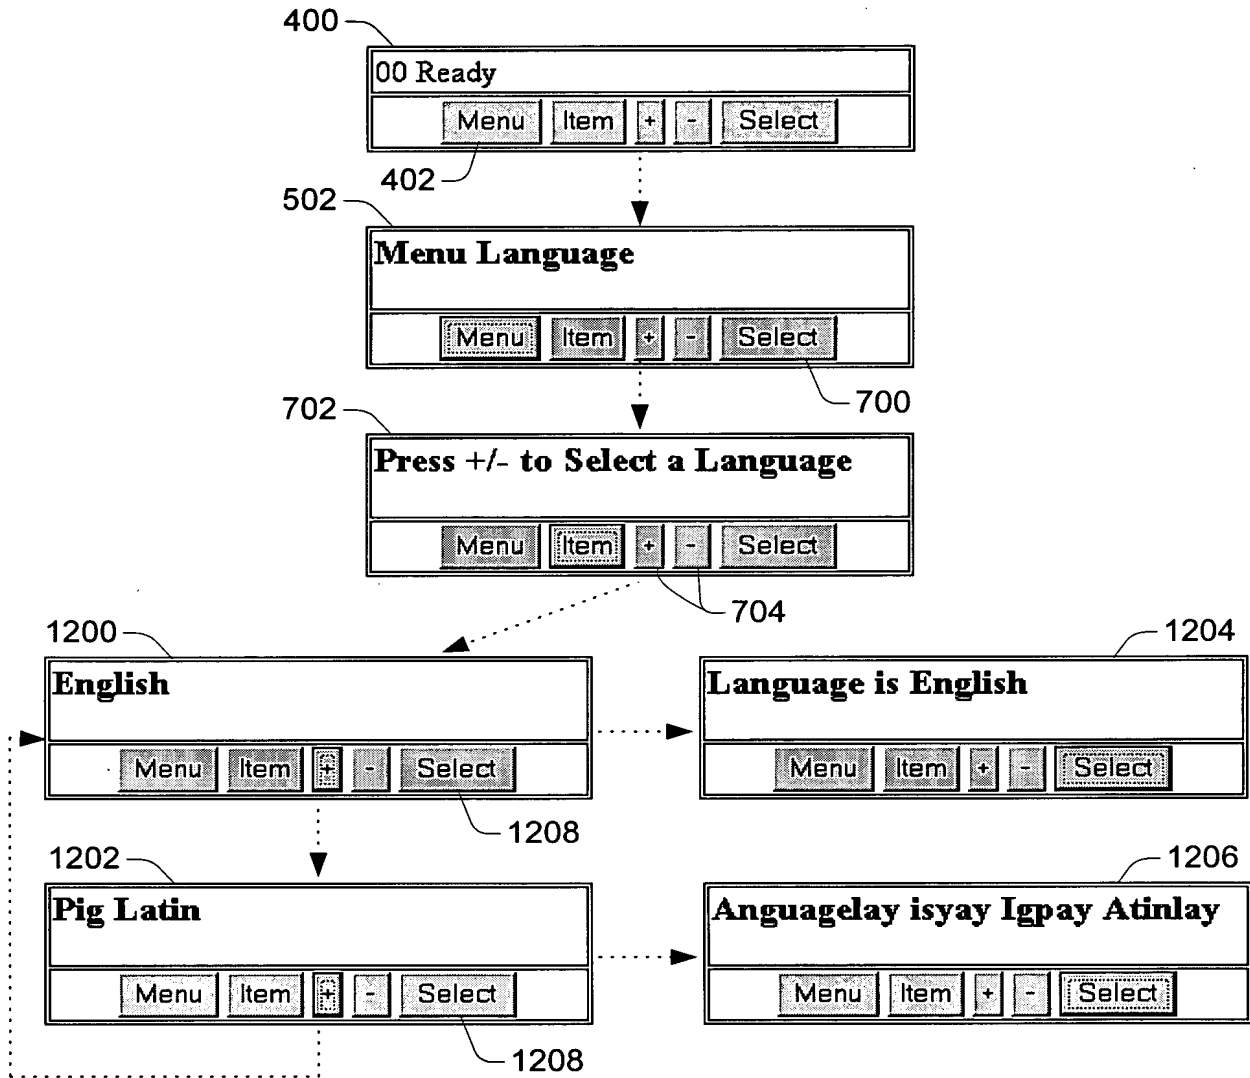 400
00 Ready
Menu Item + - Select
402
502
Menu Language
Menu Item + - Select
700
702
Press +/- to Select a Language
Menu Item + - Select
704
1200
English
Menu Item + - Select
1208
1204
Language is English
Menu Item + - Select
1202
Pig Latin
Menu Item + - Select
1208
1206
Anguagelay isyay Igpay Atinlay
Menu Item + - Select